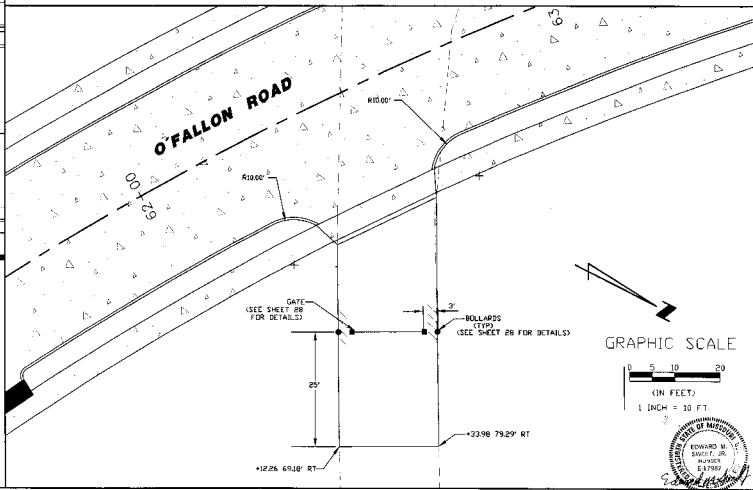 63
R10.00'
O'FALLON ROAD
62+00
R10.00'
GATE
(SEE SHEET 28
FOR DETAILS)
3'
BOLLARDS
(TYP)
(SEE SHEET 28 FOR DETAILS)
GRAPHIC SCALE
0 5 10 20
(IN FEET)
1 INCH = 10 FT.
25'
+33.98 79.29' RT
+12.26 69.18' RT
STATE OF MISSOURI
EDWARD M.
SWEET, JR.
NUMBER
E-17987